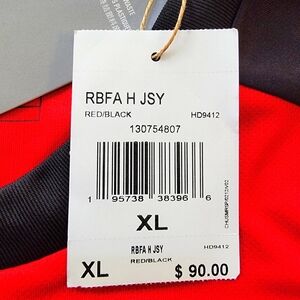 RBFA H JSY
RED/BLACK HD9412
130754807
1 95738 38396 6
XL
RBFA H JSY HD9412
RED/BLACK
XL $ 90.00